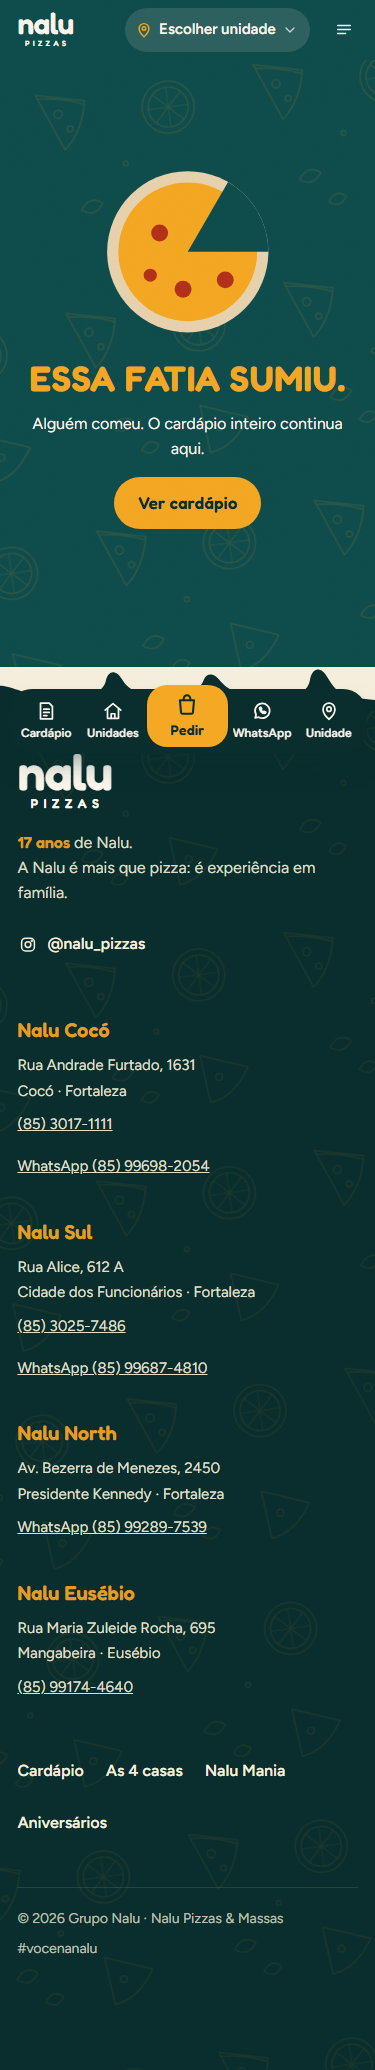 nalu
PIZZAS
Escolher unidade
ESSA FATIA SUMIU.
Alguém comeu. O cardápio inteiro continua
aqui.
Ver cardápio
Cardápio
Unidades
Pedir
WhatsApp
Unidade
nalu
PIZZAS
17 anos de Nalu.
A Nalu é mais que pizza: é experiência em
família.
@nalu_pizzas
Nalu Cocó
Rua Andrade Furtado, 1631
Cocó · Fortaleza
(85) 3017-1111
WhatsApp (85) 99698-2054
Nalu Sul
Rua Alice, 612 A
Cidade dos Funcionários · Fortaleza
(85) 3025-7486
WhatsApp (85) 99687-4810
Nalu North
Av. Bezerra de Menezes, 2450
Presidente Kennedy · Fortaleza
WhatsApp (85) 99289-7539
Nalu Eusébio
Rua Maria Zuleide Rocha, 695
Mangabeira · Eusébio
(85) 99174-4640
Cardápio As 4 casas Nalu Mania
Aniversários
© 2026 Grupo Nalu · Nalu Pizzas & Massas
#vocenanalu